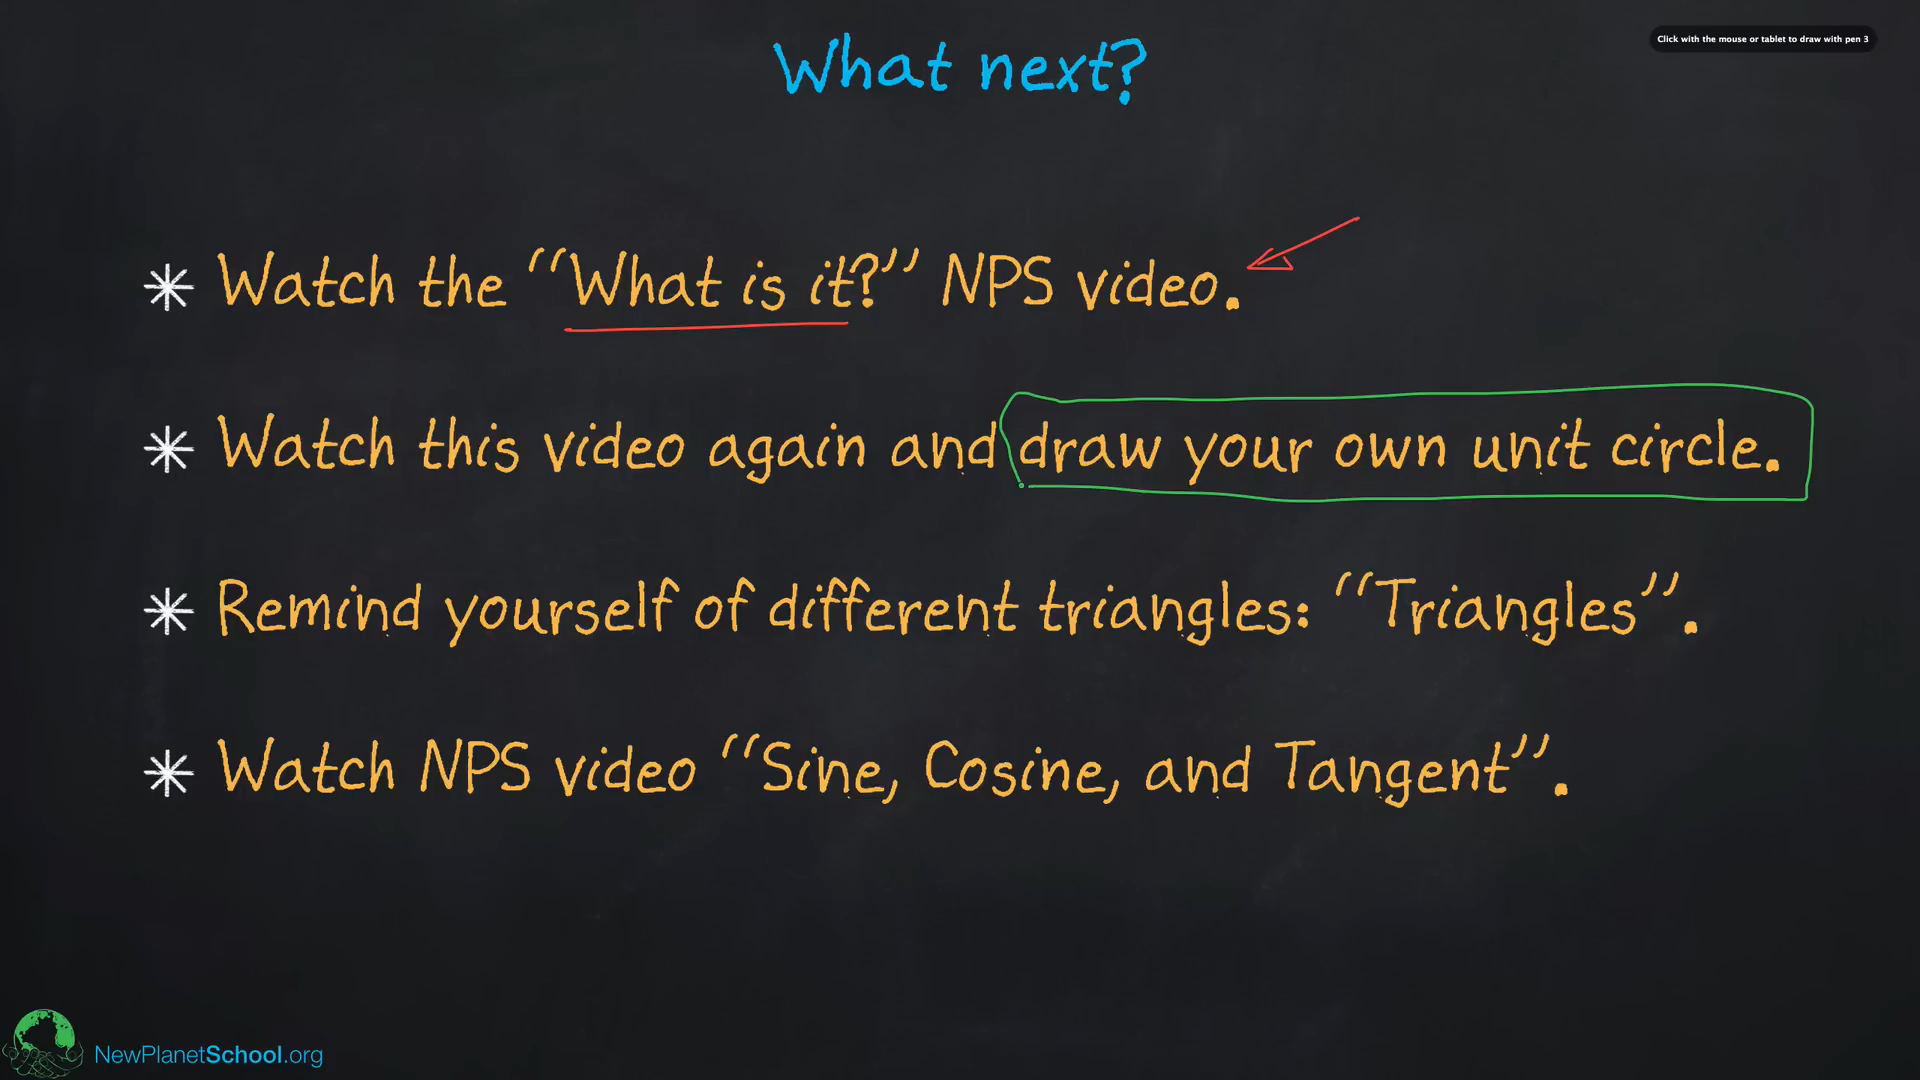 Click with the mouse or tablet to draw with pen 3
What next?
Watch the “What is it?” NPS video.
Watch this video again and draw your own unit circle.
Remind yourself of different triangles: “Triangles”.
Watch NPS video “Sine, Cosine, and Tangent”.
NewPlanetSchool.org